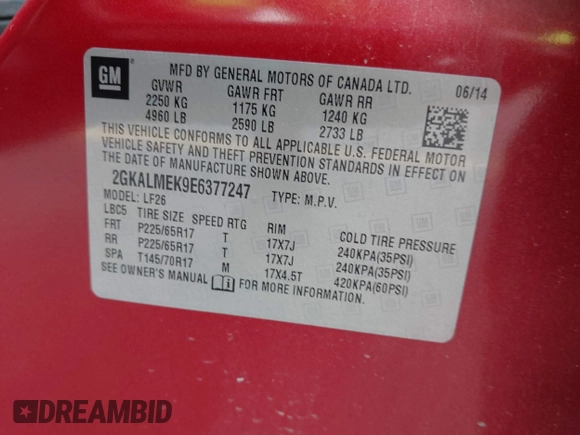 GM
MFD BY GENERAL MOTORS OF CANADA LTD.
06/14
GVWR GAWR FRT GAWR RR
2250 KG 1175 KG 1240 KG
4960 LB 2590 LB 2733 LB
THIS VEHICLE CONFORMS TO ALL APPLICABLE U.S. FEDERAL MOTOR
VEHICLE SAFETY AND THEFT PREVENTION STANDARDS IN EFFECT ON
THE DATE OF MANUFACTURE SHOWN ABOVE.
2GKALMEK9E6377247 TYPE: M.P.V.
MODEL: LF26
LBC5 TIRE SIZE SPEED RTG RIM COLD TIRE PRESSURE
FRT P225/65R17 T 17X7J 240KPA(35PSI)
RR P225/65R17 T 17X7J 240KPA(35PSI)
SPA T145/70R17 M 17X4.5T 420KPA(60PSI)
SEE OWNER'S MANUAL FOR MORE INFORMATION.
DREAMBID